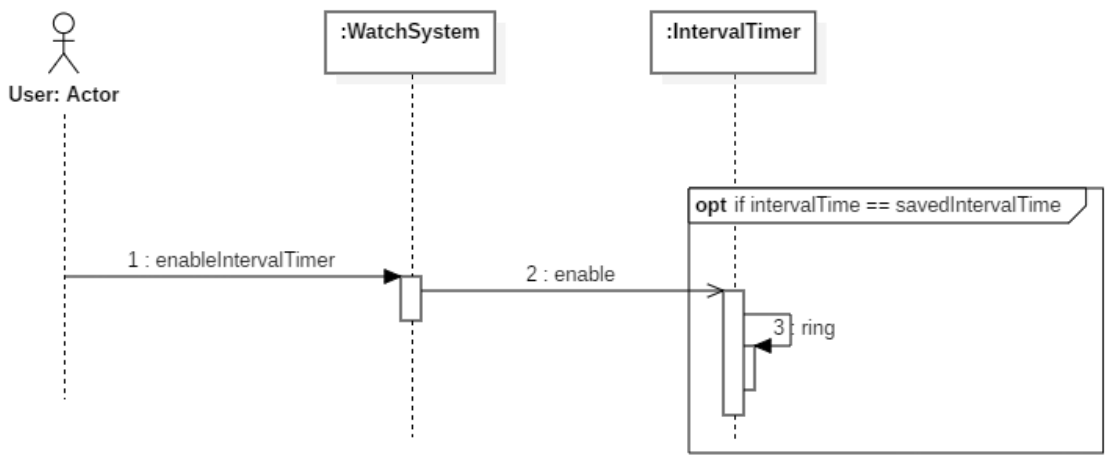 :WatchSystem
:IntervalTimer
User: Actor
opt if intervalTime == savedIntervalTime
1 : enableIntervalTimer
2 : enable
3 : ring